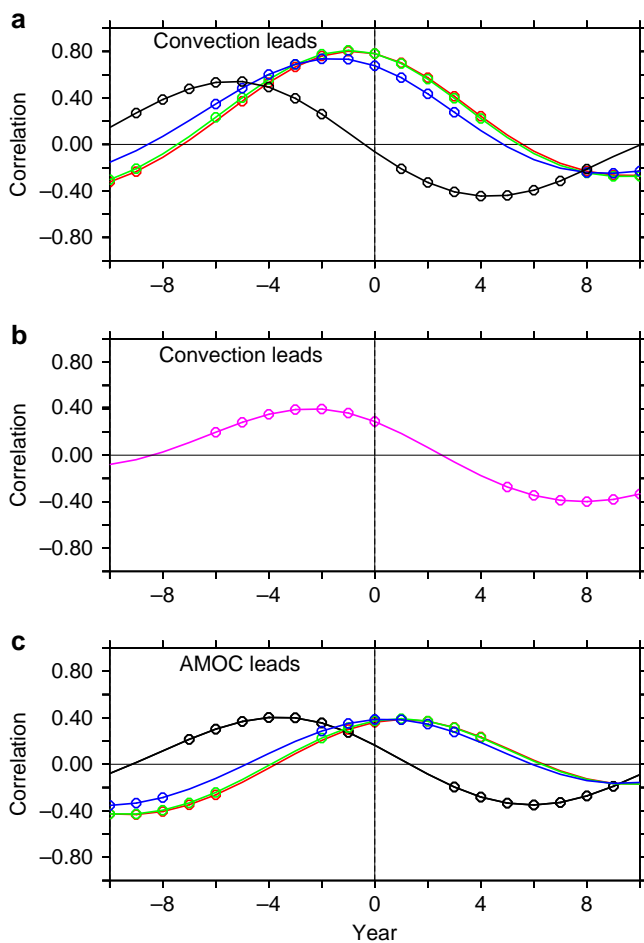 a
Convection leads
0.80
0.40
0.00
–0.40
–0.80
Correlation
–8 –4 0 4 8
b
Convection leads
0.80
0.40
0.00
–0.40
–0.80
Correlation
–8 –4 0 4 8
c
AMOC leads
0.80
0.40
0.00
–0.40
–0.80
Correlation
–8 –4 0 4 8
Year